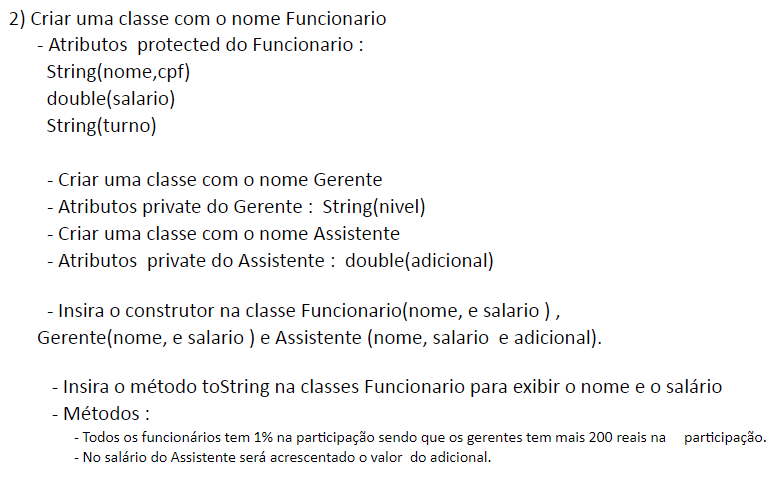 2) Criar uma classe com o nome Funcionario
- Atributos protected do Funcionario :
String(nome,cpf)
double(salario)
String(turno)
- Criar uma classe com o nome Gerente
- Atributos private do Gerente : String(nivel)
- Criar uma classe com o nome Assistente
- Atributos private do Assistente : double(adicional)
- Insira o construtor na classe Funcionario(nome, e salario ) ,
Gerente(nome, e salario ) e Assistente (nome, salario e adicional).
- Insira o método toString na classes Funcionario para exibir o nome e o salário
- Métodos :
- Todos os funcionários tem 1% na participação sendo que os gerentes tem mais 200 reais na participação.
- No salário do Assistente será acrescentado o valor do adicional.